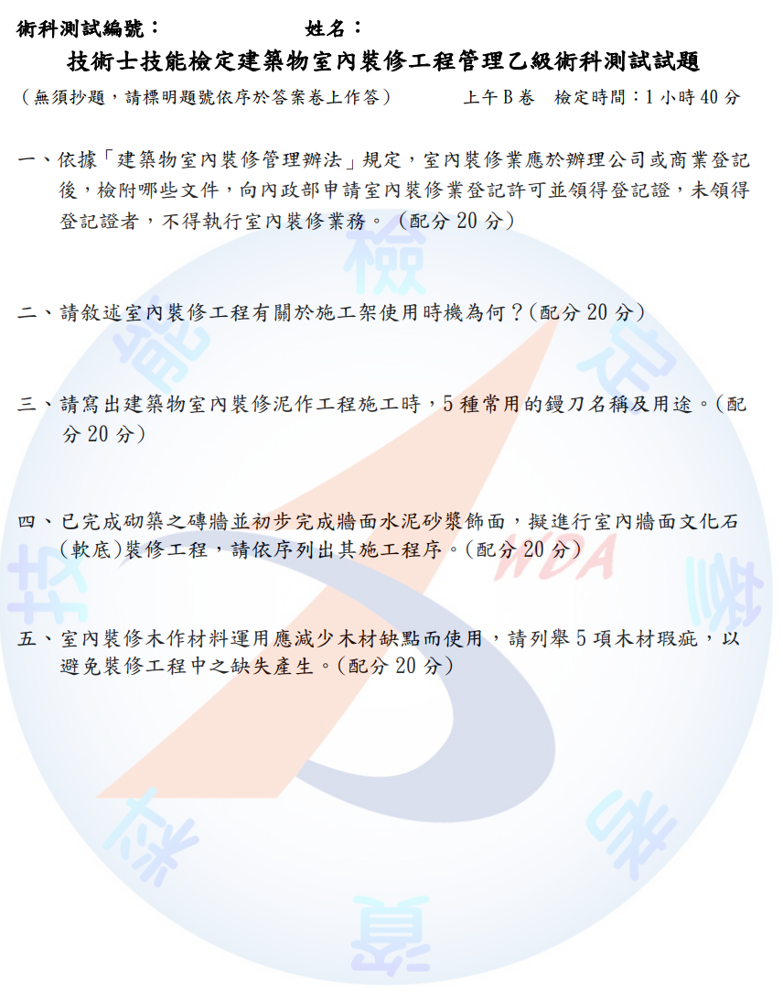 術科測試編號： 姓名：
技術士技能檢定建築物室內裝修工程管理乙級術科測試試題
（無須抄題，請標明題號依序於答案卷上作答） 上午 B 卷 檢定時間：1 小時 40 分
一、依據「建築物室內裝修管理辦法」規定，室內裝修業應於辦理公司或商業登記
後，檢附哪些文件，向內政部申請室內裝修業登記許可並領得登記證，未領得
登記證者，不得執行室內裝修業務。（配分 20 分）
二、請敘述室內裝修工程有關於施工架使用時機為何？(配分 20 分)
三、請寫出建築物室內裝修泥作工程施工時，5 種常用的鏝刀名稱及用途。(配
分 20 分)
四、已完成砌築之磚牆並初步完成牆面水泥砂漿飾面，擬進行室內牆面文化石
(軟底)裝修工程，請依序列出其施工程序。(配分 20 分)
五、室內裝修木作材料運用應減少木材缺點而使用，請列舉 5 項木材瑕疵，以
避免裝修工程中之缺失產生。(配分 20 分)
技能檢定參考資料
WDA